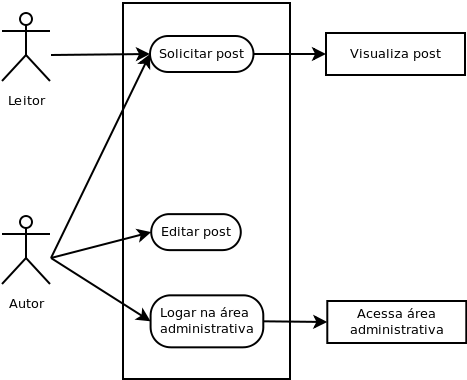 Solicitar post
Visualiza post
Leitor
Editar post
Autor
Logar na área
administrativa
Acessa área
administrativa